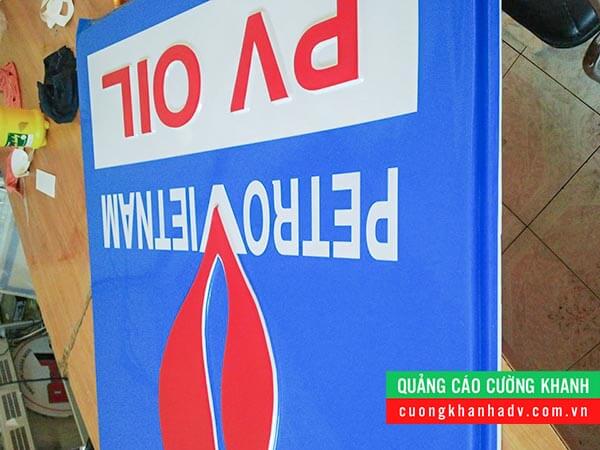 PETROVIETNAM
PV OIL
QUẢNG CÁO CƯỜNG KHANH
cuongkhanhadv.com.vn